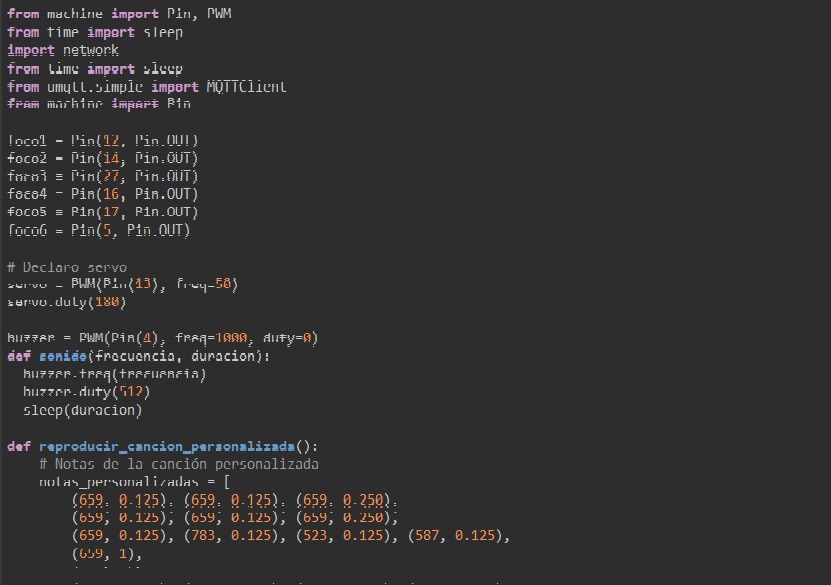 from machine import Pin, PWM
from time import sleep
import network
from time import sleep
from umqtt.simple import MQTTClient
from machine import Pin
foco1 = Pin(12, Pin.OUT)
foco2 = Pin(14, Pin.OUT)
foco3 = Pin(27, Pin.OUT)
foco4 = Pin(16, Pin.OUT)
foco5 = Pin(17, Pin.OUT)
foco6 = Pin(5, Pin.OUT)
# Declaro servo
servo = PWM(Pin(13), freq=50)
servo.duty(180)
buzzer = PWM(Pin(4), freq=1000, duty=0)
def sonido(frecuencia, duracion):
  buzzer.freq(frecuencia)
  buzzer.duty(512)
  sleep(duracion)
def reproducir_cancion_personalizada():
    # Notas de la canción personalizada
    notas_personalizadas = [
        (659, 0.125), (659, 0.125), (659, 0.250),
        (659, 0.125), (659, 0.125), (659, 0.250),
        (659, 0.125), (783, 0.125), (523, 0.125), (587, 0.125),
        (659, 1),